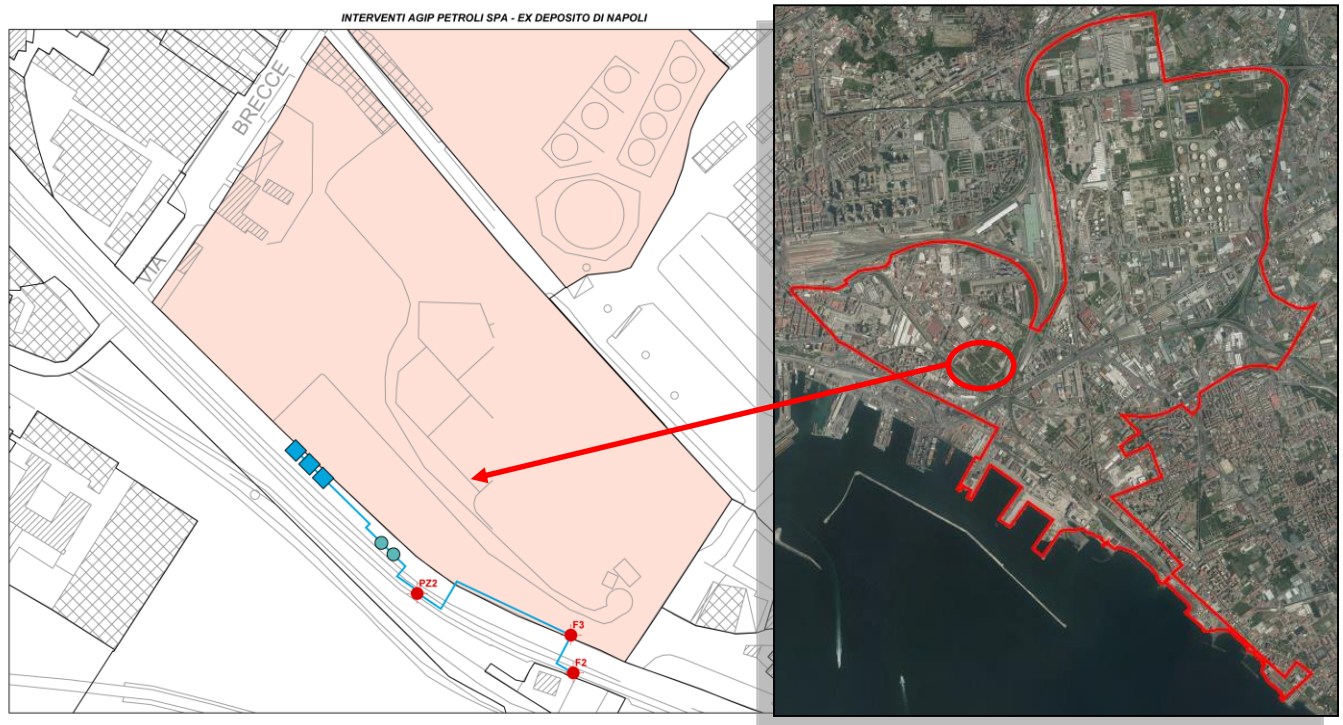 INTERVENTI AGIP PETROLI SPA - EX DEPOSITO DI NAPOLI
VIA BRECCE
PZ2
F3
F2